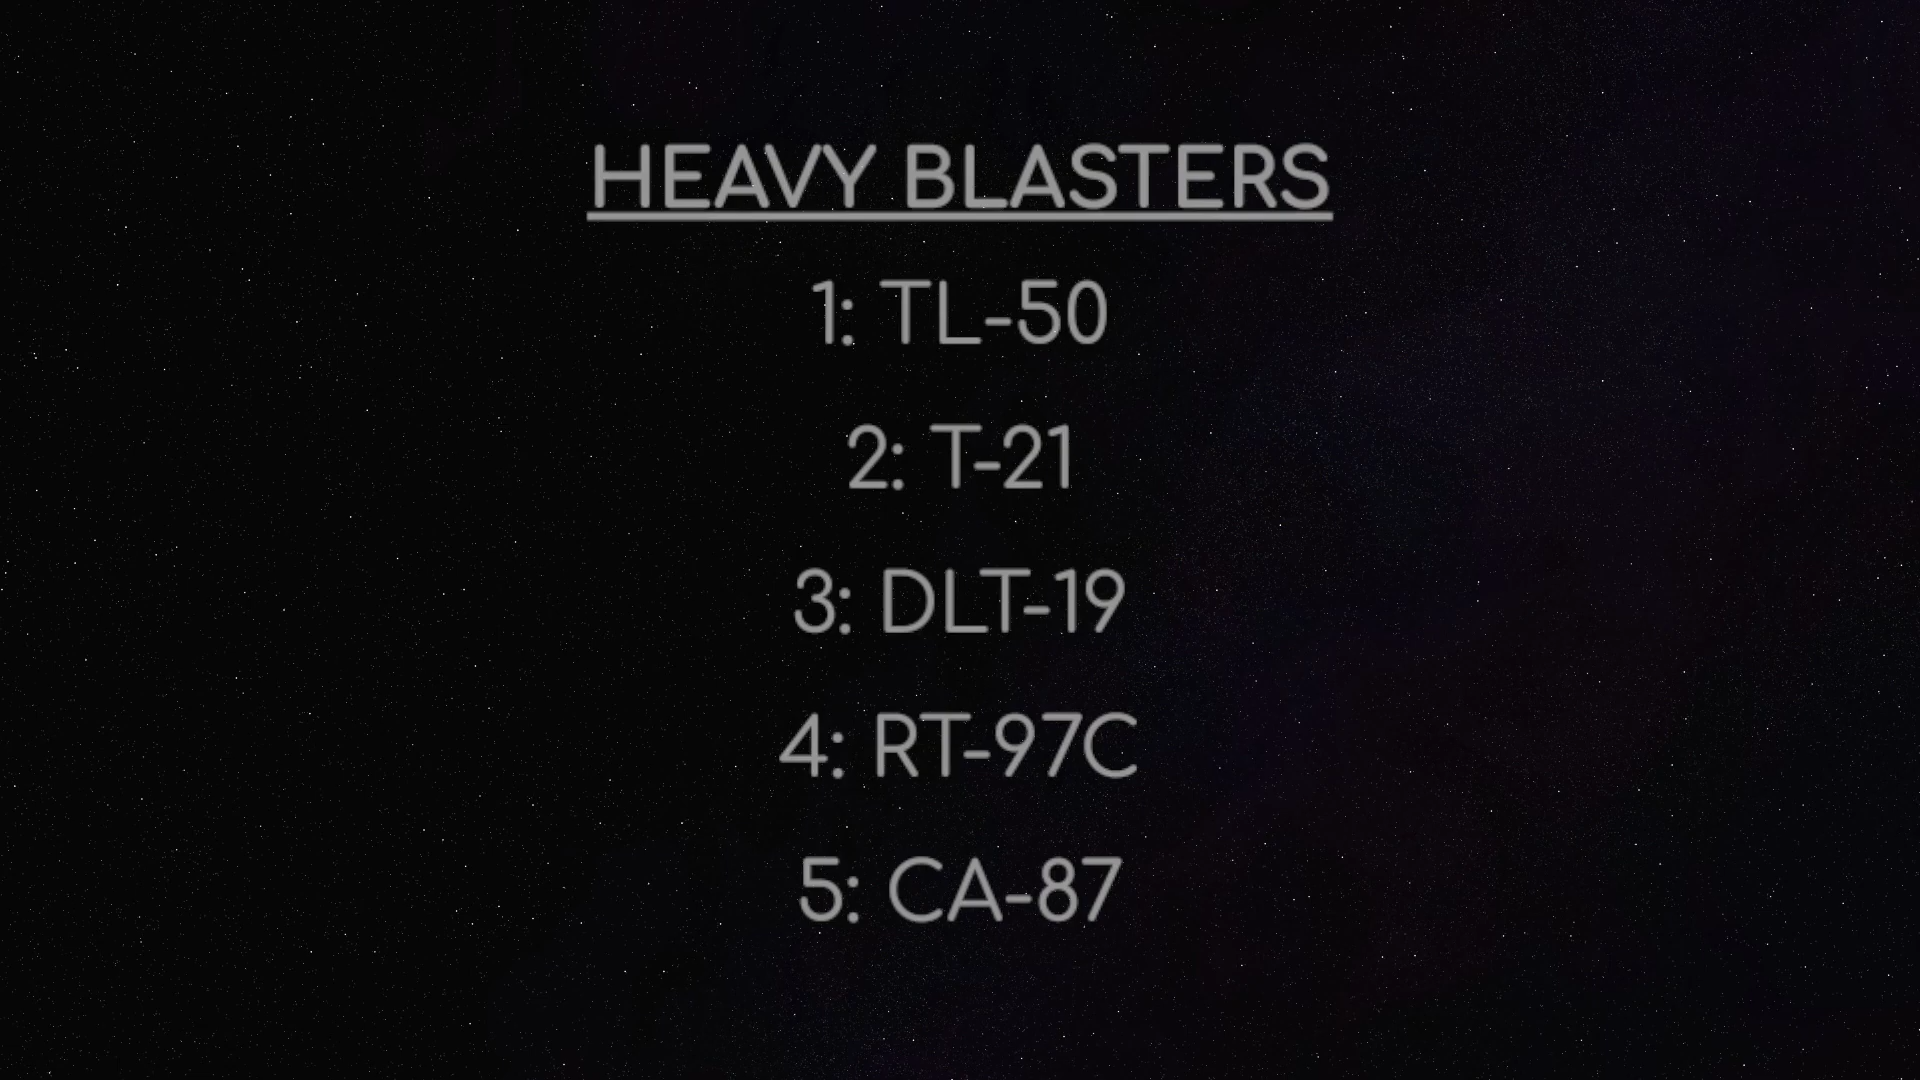 HEAVY BLASTERS
1: TL-50
2: T-21
3: DLT-19
4: RT-97C
5: CA-87